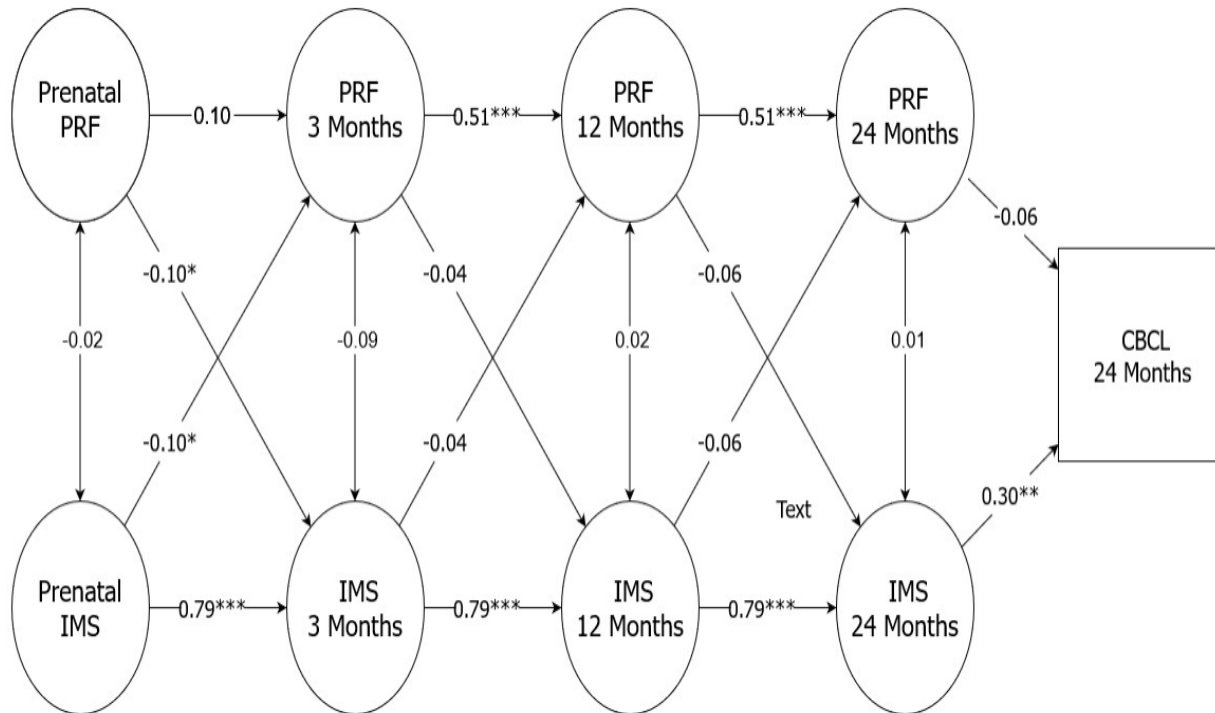 Prenatal
PRF
0.10
PRF
3 Months
0.51***
PRF
12 Months
0.51***
PRF
24 Months
-0.06
-0.10*
-0.04
-0.06
-0.02
-0.09
0.02
0.01
CBCL
24 Months
-0.10*
-0.04
-0.06
0.30**
Text
Prenatal
IMS
0.79***
IMS
3 Months
0.79***
IMS
12 Months
0.79***
IMS
24 Months